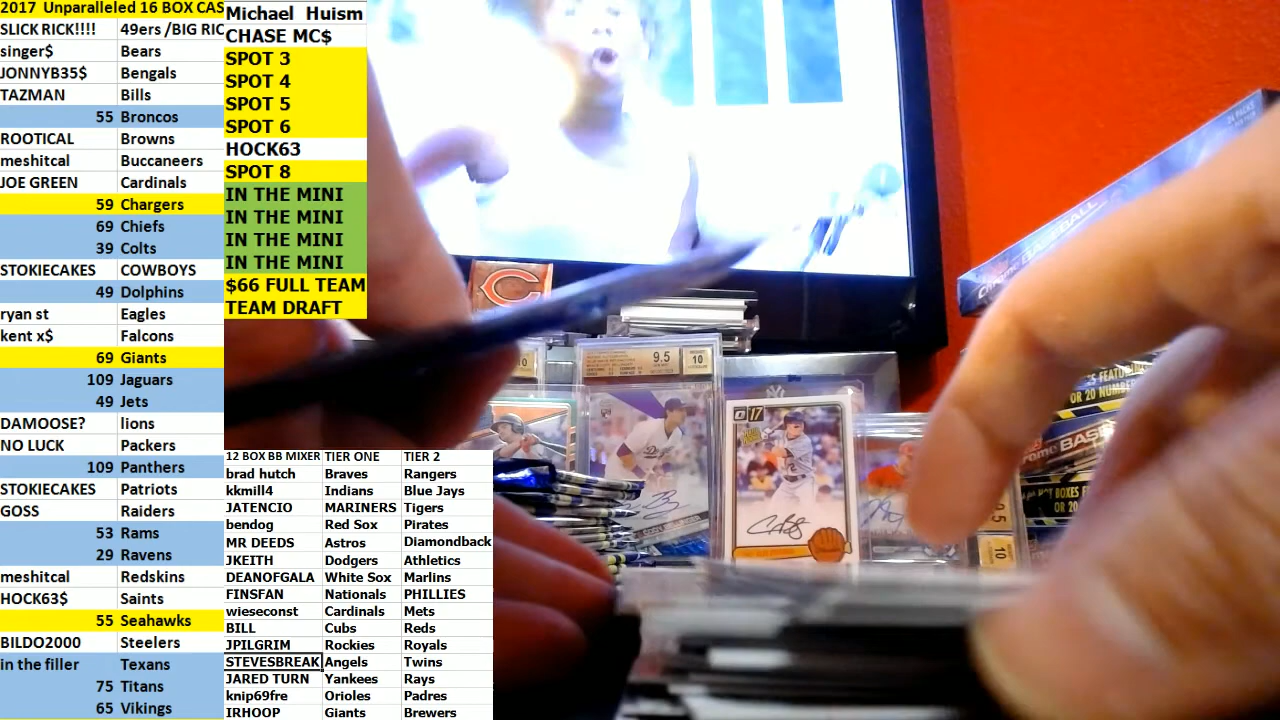 2017 Unparalleled 16 BOX CAS
SLICK RICK!!!! 49ers /BIG RIC
singer$ Bears
JONNYB35$ Bengals
TAZMAN Bills
55 Broncos
ROOTICAL Browns
meshitcal Buccaneers
JOE GREEN Cardinals
59 Chargers
69 Chiefs
39 Colts
STOKIECAKES COWBOYS
49 Dolphins
ryan st Eagles
kent x$ Falcons
69 Giants
109 Jaguars
49 Jets
DAMOOSE? lions
NO LUCK Packers
109 Panthers
STOKIECAKES Patriots
GOSS Raiders
53 Rams
29 Ravens
meshitcal Redskins
HOCK63$ Saints
55 Seahawks
BILDO2000 Steelers
in the filler Texans
75 Titans
65 Vikings
Michael Huism
CHASE MC$
SPOT 3
SPOT 4
SPOT 5
SPOT 6
HOCK63
SPOT 8
IN THE MINI
IN THE MINI
IN THE MINI
IN THE MINI
$66 FULL TEAM
TEAM DRAFT
12 BOX BB MIXER TIER ONE TIER 2
brad hutch Braves Rangers
kkmill4 Indians Blue Jays
JATENCIO MARINERS Tigers
bendog Red Sox Pirates
MR DEEDS Astros Diamondback
JKEITH Dodgers Athletics
DEANOFGALA White Sox Marlins
FINSFAN Nationals PHILLIES
wieseconst Cardinals Mets
BILL Cubs Reds
JPILGRIM Rockies Royals
STEVESBREAK Angels Twins
JARED TURN Yankees Rays
knip69fre Orioles Padres
IRHOOP Giants Brewers
9.5
10
17
24 PACKS
Chrome BASEBALL
OR 20 NUMBE
10